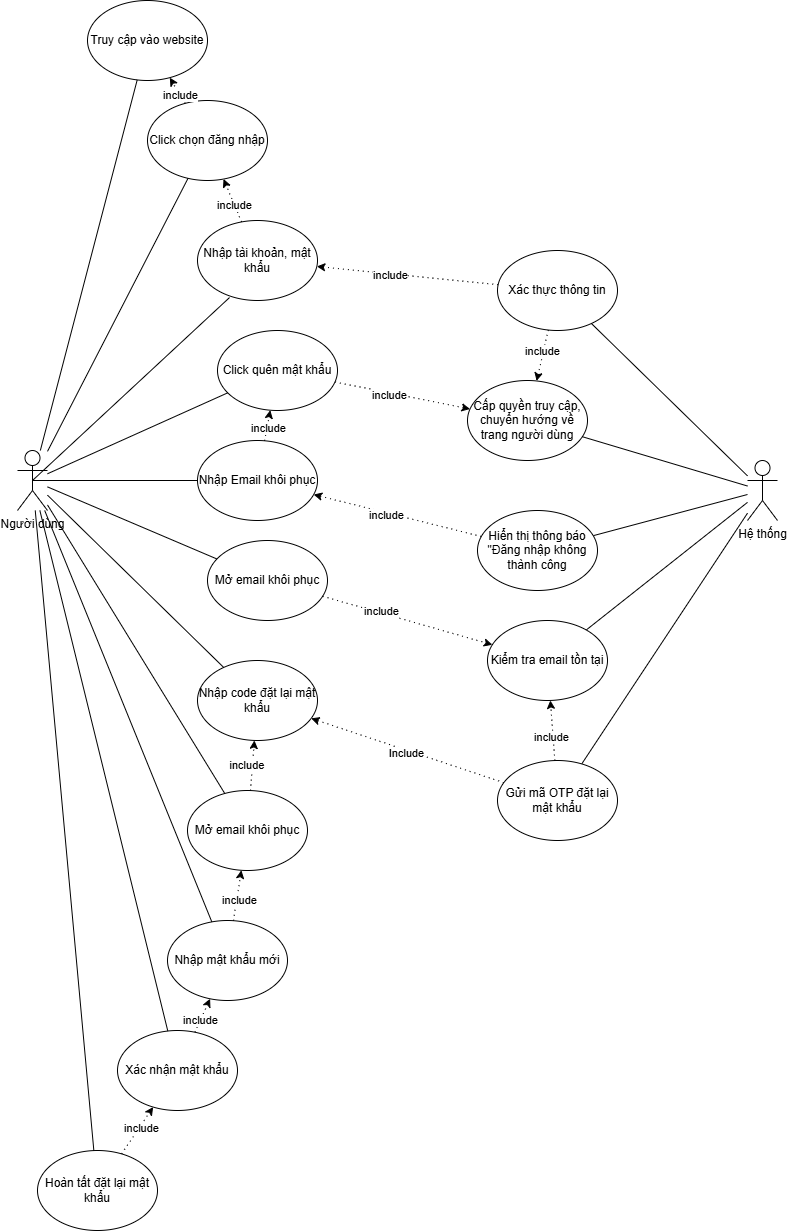 Truy cập vào website
include
Click chọn đăng nhập
include
Nhập tài khoản, mật
khẩu
include
Xác thực thông tin
include
Click quên mật khẩu
include
Cấp quyền truy cập,
chuyển hướng về
trang người dùng
include
Nhập Email khôi phục
include
Hiển thị thông báo
"Đăng nhập không
thành công
Người dùng
Hệ thống
Mở email khôi phục
include
Kiểm tra email tồn tại
Nhập code đặt lại mật
khẩu
include
Include
include
Gửi mã OTP đặt lại
mật khẩu
Mở email khôi phục
include
Nhập mật khẩu mới
include
Xác nhận mật khẩu
include
Hoàn tất đặt lại mật
khẩu